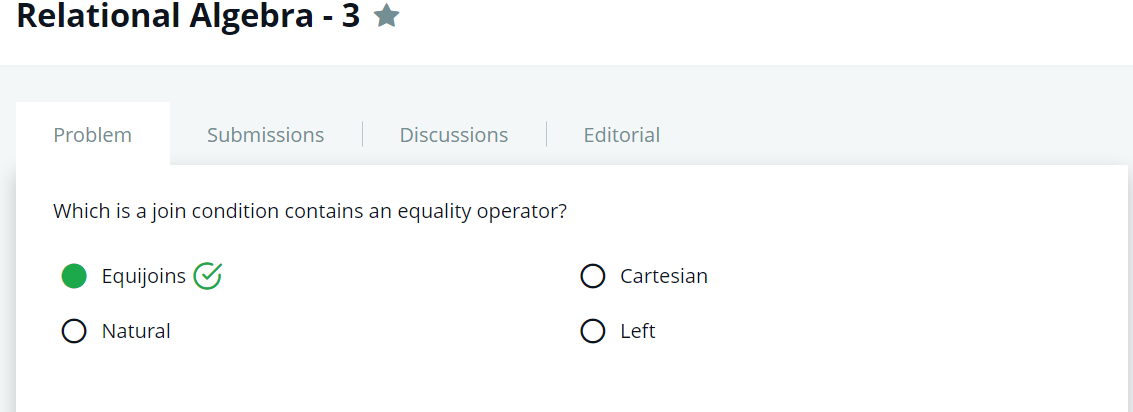 Relational Algebra - 3
Problem Submissions Discussions Editorial
Which is a join condition contains an equality operator?
Equijoins Cartesian
Natural Left